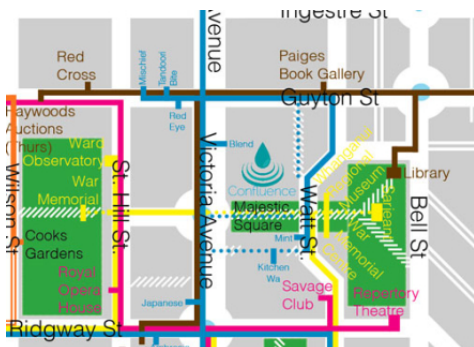 Ingestre St
Avenue
Red
Cross
Mischief
Tandoori
Bite
Paiges
Book Gallery
Guyton St
Red
Eye
Haywoods
Auctions
(Thurs)
Ward
Observatory
War
Memorial
Wilson St
St. Hill St.
Victoria Avenue
Blend
Confluence
Majestic
Square
Mint
Watt St.
Whanganui
Regional
Museum
War
Memorial
Centre
Sarjeant
Library
Bell St
Cooks
Gardens
Royal
Opera
House
Kitchen
Wa
Japanese
Savage
Club
Repertory
Theatre
Ridgway St